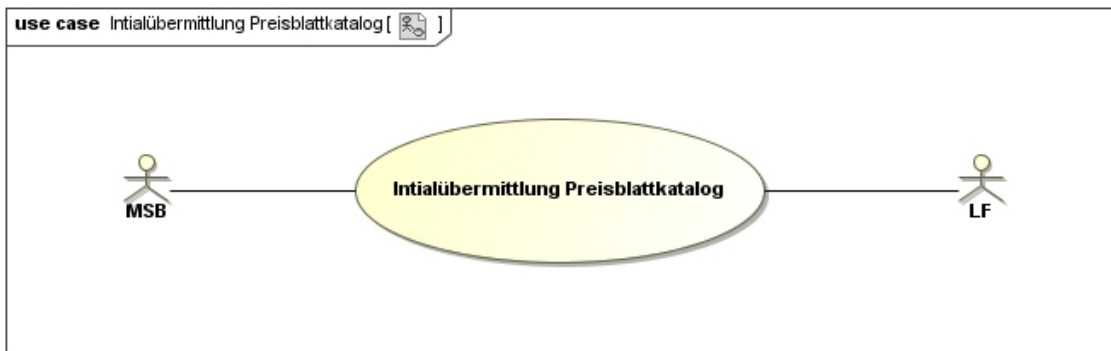 use case Intialübermittlung Preisblattkatalog [ ]
Intialübermittlung Preisblattkatalog
MSB
LF